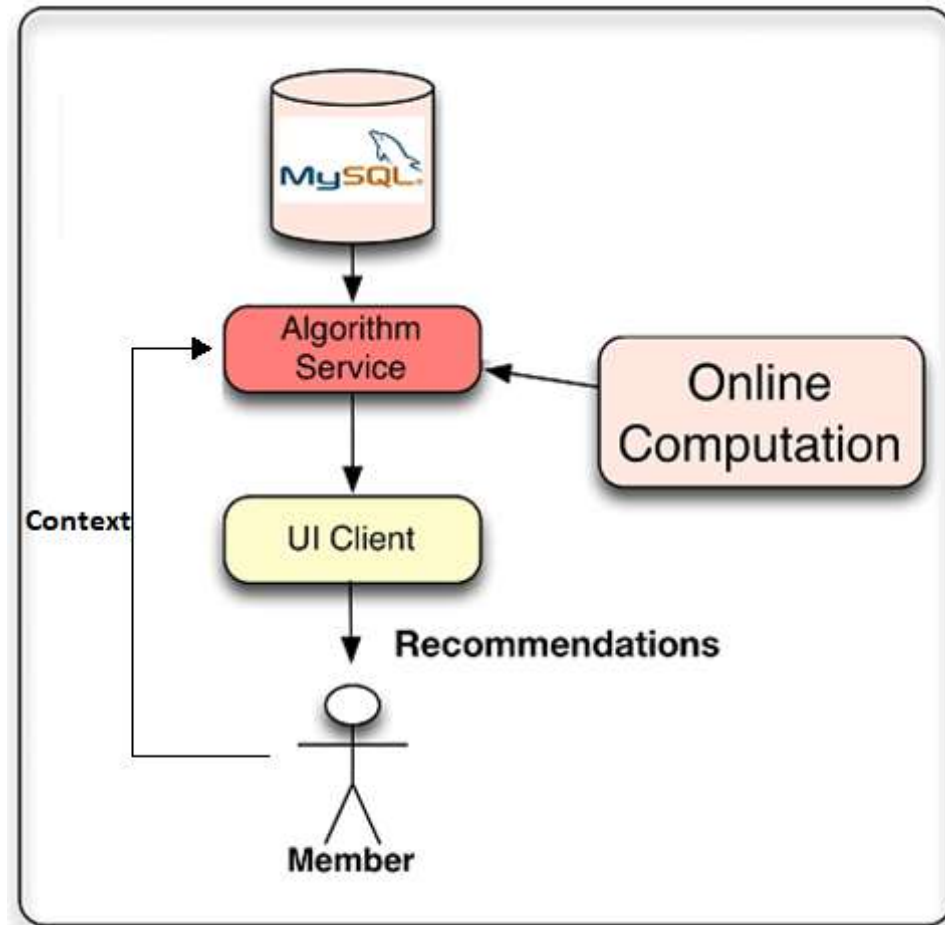 MySQL®
Algorithm
Service
Online
Computation
Context
UI Client
Recommendations
Member